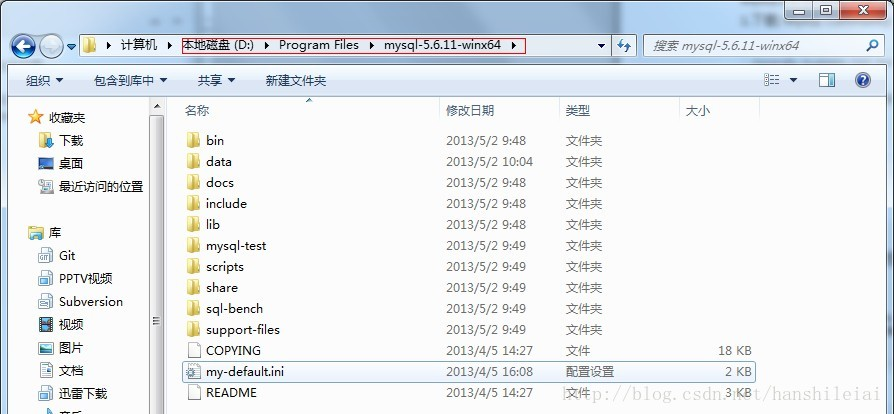 计算机 本地磁盘 (D:) Program Files mysql-5.6.11-winx64 搜索 mysql-5.6.11-winx64
组织 包含到库中 共享 新建文件夹
名称 修改日期 类型 大小
收藏夹
下载
桌面
最近访问的位置
库
Git
PPTV视频
Subversion
视频
图片
文档
迅雷下载
音乐
bin 2013/5/2 9:48 文件夹
data 2013/5/2 10:04 文件夹
docs 2013/5/2 9:48 文件夹
include 2013/5/2 9:48 文件夹
lib 2013/5/2 9:48 文件夹
mysql-test 2013/5/2 9:49 文件夹
scripts 2013/5/2 9:49 文件夹
share 2013/5/2 9:49 文件夹
sql-bench 2013/5/2 9:49 文件夹
support-files 2013/5/2 9:49 文件夹
COPYING 2013/4/5 14:27 文件 18 KB
my-default.ini 2013/4/5 16:08 配置设置 2 KB
README 2013/4/5 14:27 文件 3 KB
http://blog.csdn.net/hanshileiai